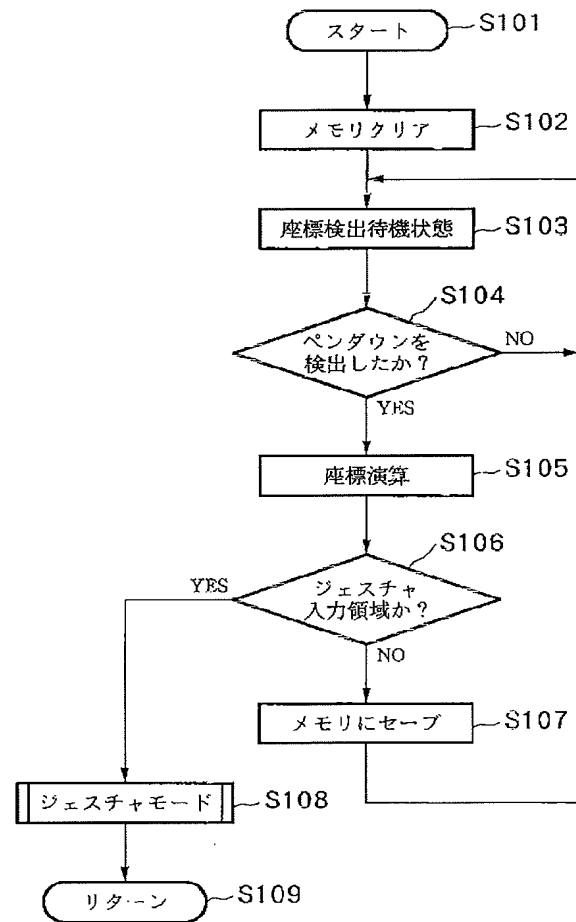 スタート
S101
メモリクリア
S102
座標検出待機状態
S103
S104
ペンダウンを
検出したか？
NO
YES
座標演算
S105
S106
YES
ジェスチャ
入力領域か？
NO
メモリにセーブ
S107
ジェスチャモード
S108
リターン
S109